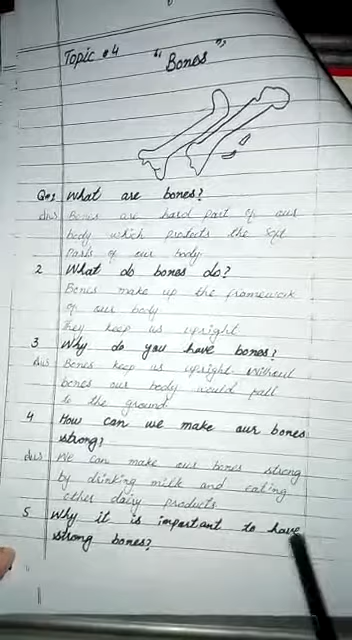 Topic # 4 "Bones"
Q#1 What are bones?
Ans Bones are hard part of our
body which protects the soft
parts of our body
2 What do bones do?
Bones make up the framework
of our body
They keep us upright
3 Why do you have bones?
Ans Bones keep us upright without
bones our body would fall
to the ground
4 How can we make our bones
strong?
Ans We can make our bones strong
by drinking milk and eating
other dairy products
5 Why it is important to have
strong bones?